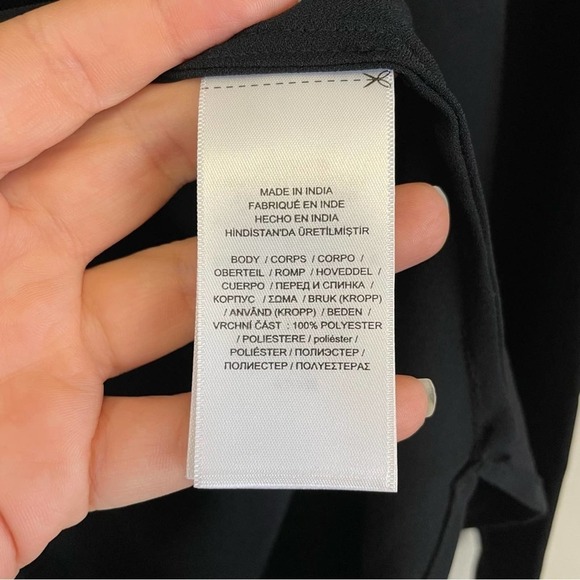 MADE IN INDIA
FABRIQUÉ EN INDE
HECHO EN INDIA
HİNDİSTAN'DA ÜRETİLMİŞTİR
BODY / CORPS / CORPO /
OBERTEIL / ROMP / HOVEDDEL /
CUERPO / ПЕРЕД И СПИНКА /
КОРПУС / ΣΩΜΑ / BRUK (KROPP)
/ ANVÄND (KROPP) / BEDEN /
VRCHNÍ ČÁST : 100% POLYESTER
/ POLIESTERE / poliéster /
POLIÉSTER / ПОЛИЭСТЕР /
ПОЛИЕСТЕР / ΠΟΛΥΕΣΤΕΡΑΣ